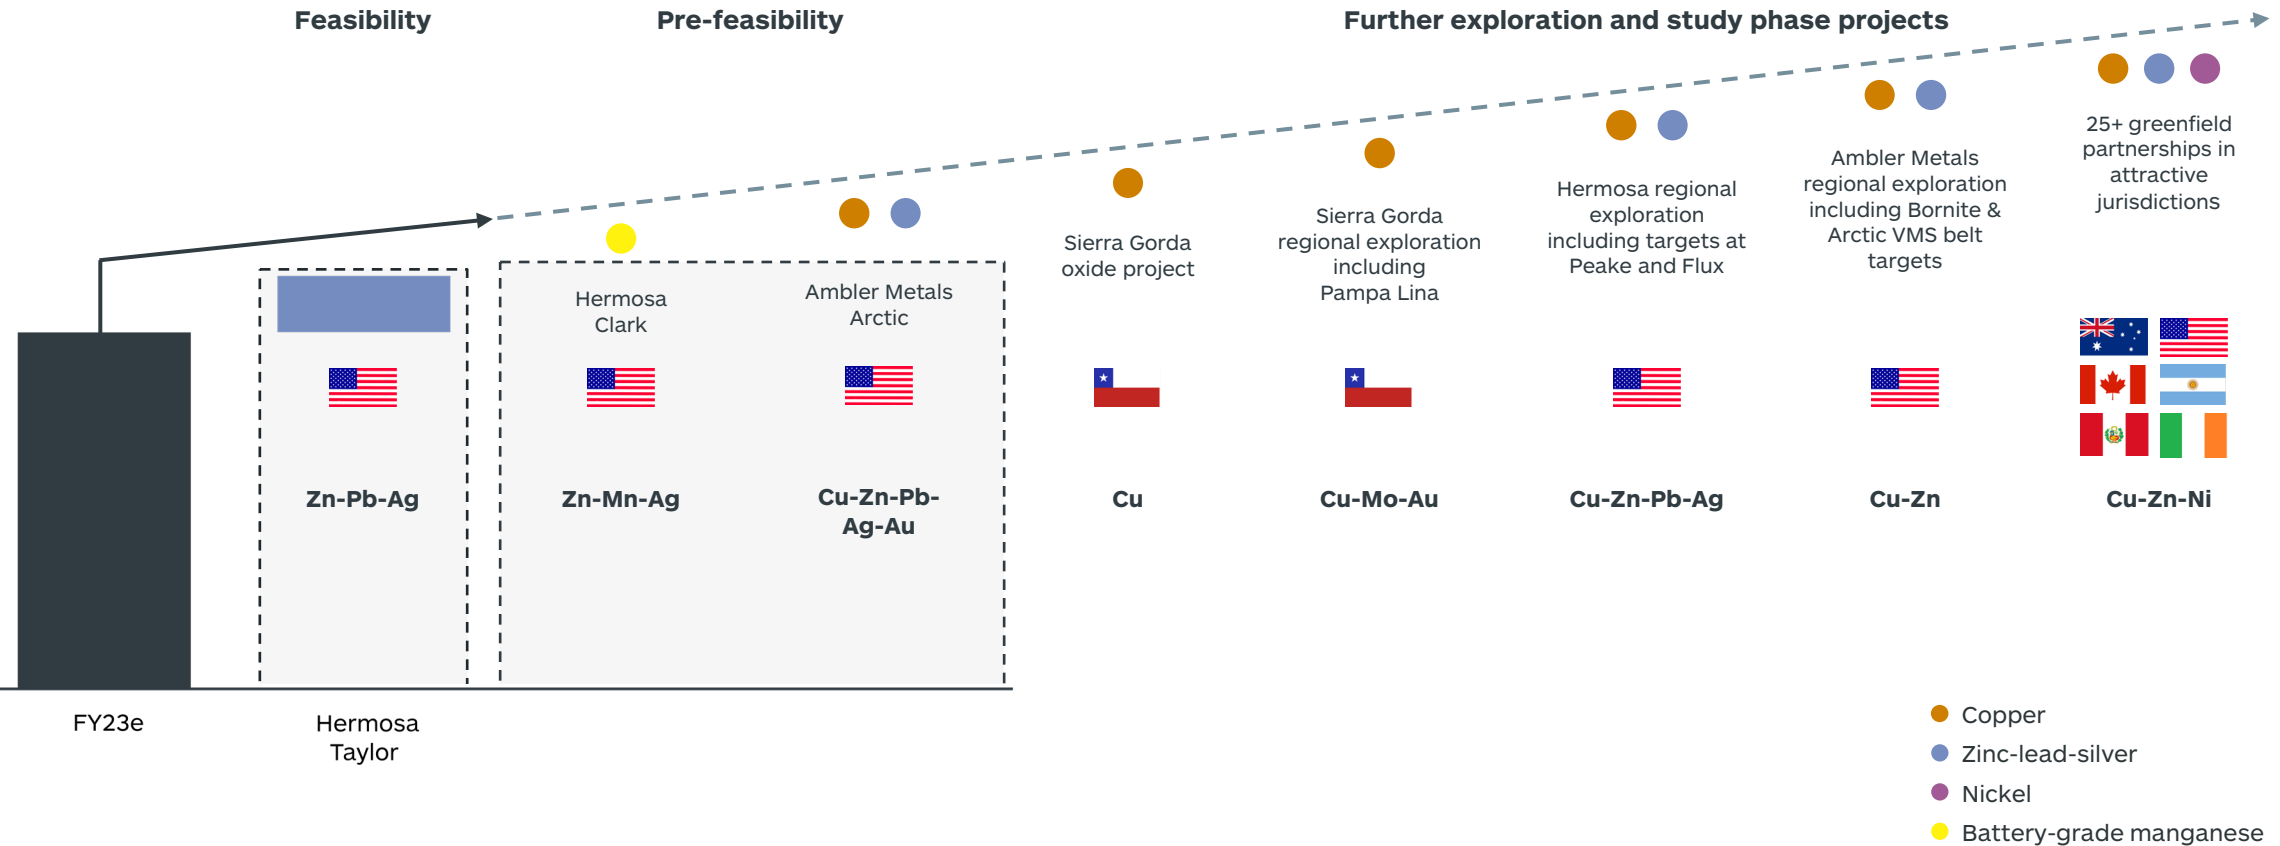 Feasibility
Pre-feasibility
Further exploration and study phase projects
25+ greenfield
partnerships in
attractive
jurisdictions
Ambler Metals
regional exploration
including Bornite &
Arctic VMS belt
targets
Hermosa regional
exploration
including targets at
Peake and Flux
Sierra Gorda
regional exploration
including
Pampa Lina
Sierra Gorda
oxide project
Ambler Metals
Arctic
Hermosa
Clark
Zn-Pb-Ag
Zn-Mn-Ag
Cu-Zn-Pb-
Ag-Au
Cu
Cu-Mo-Au
Cu-Zn-Pb-Ag
Cu-Zn
Cu-Zn-Ni
FY23e
Hermosa
Taylor
Copper
Zinc-lead-silver
Nickel
Battery-grade manganese